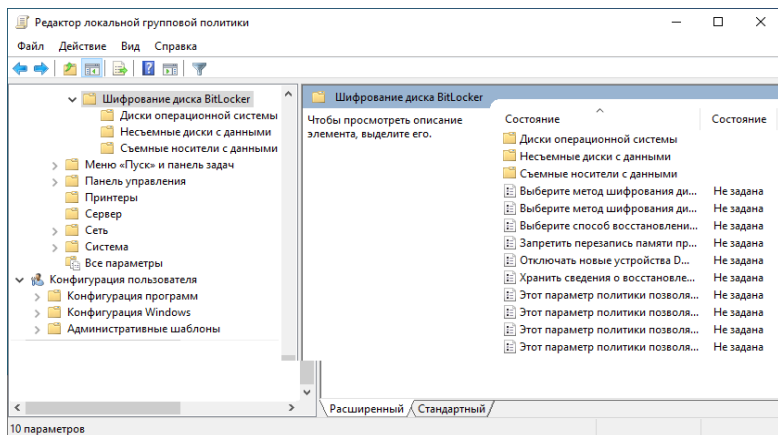 Редактор локальной групповой политики
Файл Действие Вид Справка
Шифрование диска BitLocker
Диски операционной системы
Несъемные диски с данными
Съемные носители с данными
Меню «Пуск» и панель задач
Панель управления
Принтеры
Сервер
Сеть
Система
Все параметры
Конфигурация пользователя
Конфигурация программ
Конфигурация Windows
Административные шаблоны
Шифрование диска BitLocker
Чтобы просмотреть описание
элемента, выделите его.
Состояние Состояние
Диски операционной системы
Несъемные диски с данными
Съемные носители с данными
Выберите метод шифрования ди... Не задана
Выберите метод шифрования ди... Не задана
Выберите способ восстановлени... Не задана
Запретить перезапись памяти пр... Не задана
Отключать новые устройства D... Не задана
Хранить сведения о восстановле... Не задана
Этот параметр политики позволя... Не задана
Этот параметр политики позволя... Не задана
Этот параметр политики позволя... Не задана
Этот параметр политики позволя... Не задана
Расширенный Стандартный
10 параметров